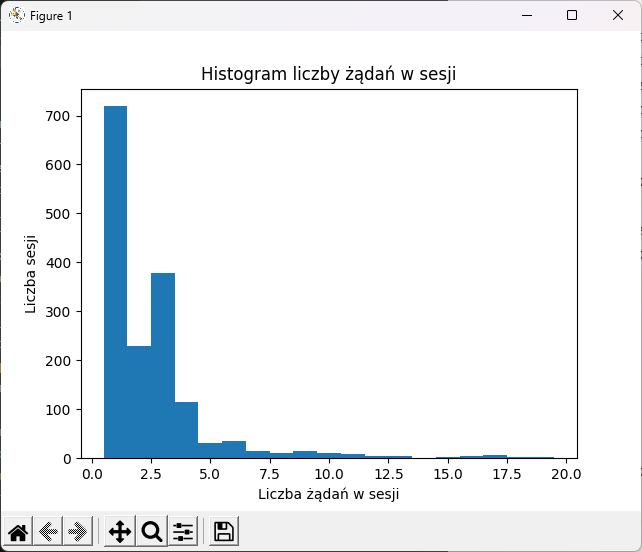 Figure 1
Histogram liczby żądań w sesji
700
600
500
400
300
200
100
0
Liczba sesji
0.0 2.5 5.0 7.5 10.0 12.5 15.0 17.5 20.0
Liczba żądań w sesji